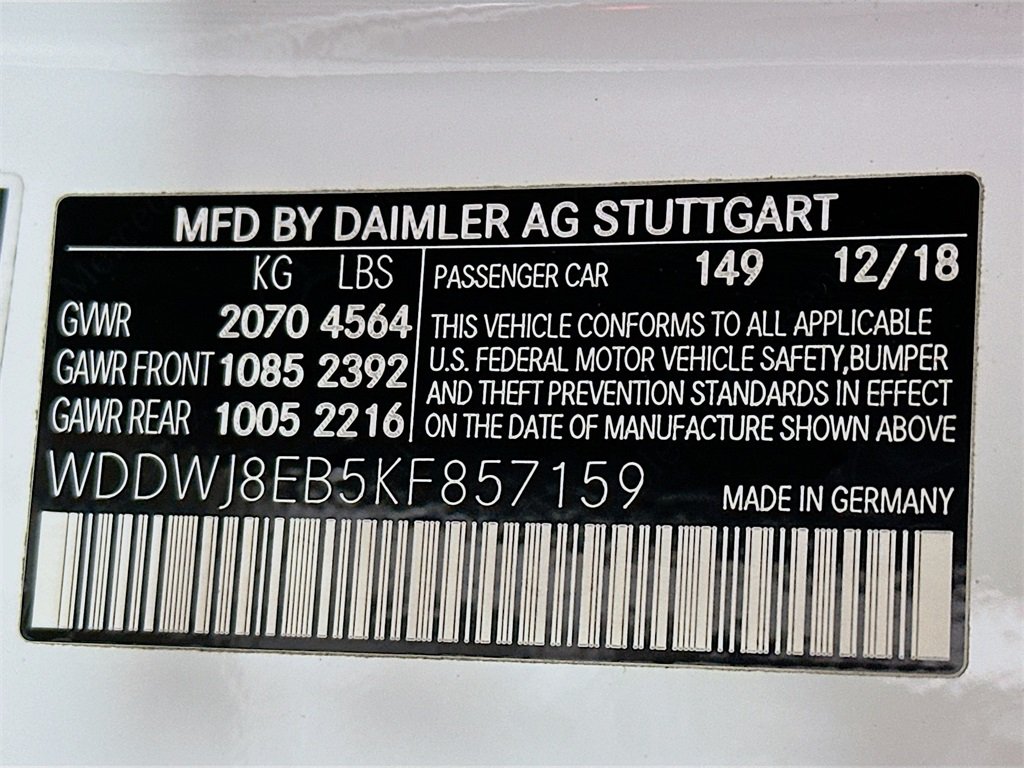 MFD BY DAIMLER AG STUTTGART
KG LBS
GVWR 2070 4564
GAWR FRONT 1085 2392
GAWR REAR 1005 2216
PASSENGER CAR 149 12/18
THIS VEHICLE CONFORMS TO ALL APPLICABLE
U.S. FEDERAL MOTOR VEHICLE SAFETY,BUMPER
AND THEFT PREVENTION STANDARDS IN EFFECT
ON THE DATE OF MANUFACTURE SHOWN ABOVE
WDDWJ8EB5KF857159
MADE IN GERMANY